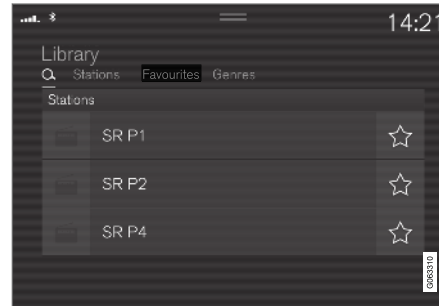 14:21
Library
Stations Favourites Genres
Stations
SR P1
SR P2
SR P4
G063310